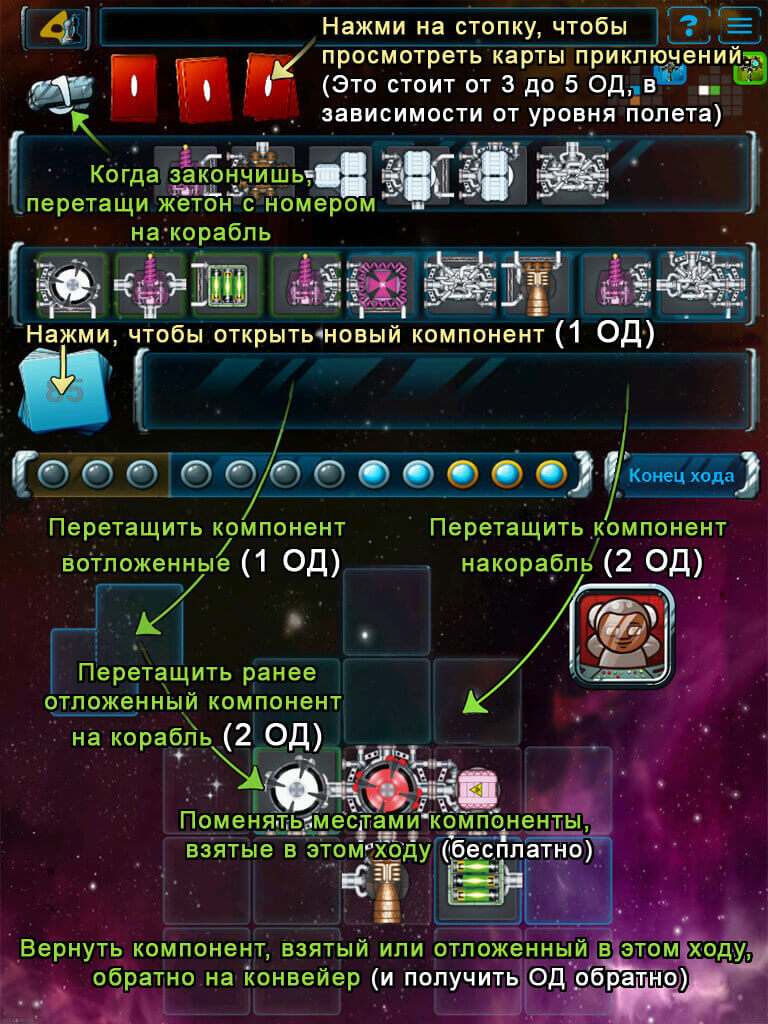 Нажми на стопку, чтобы
просмотреть карты приключений.
(Это стоит от 3 до 5 ОД, в
зависимости от уровня полета)
Когда закончишь,
перетащи жетон с номером
на корабль
Нажми, чтобы открыть новый компонент (1 ОД)
85
Конец хода
Перетащить компонент
вотложенные (1 ОД)
Перетащить компонент
накорабль (2 ОД)
Перетащить ранее
отложенный компонент
на корабль (2 ОД)
Поменять местами компоненты,
взятые в этом ходу (бесплатно)
Вернуть компонент, взятый или отложенный в этом ходу,
обратно на конвейер (и получить ОД обратно)